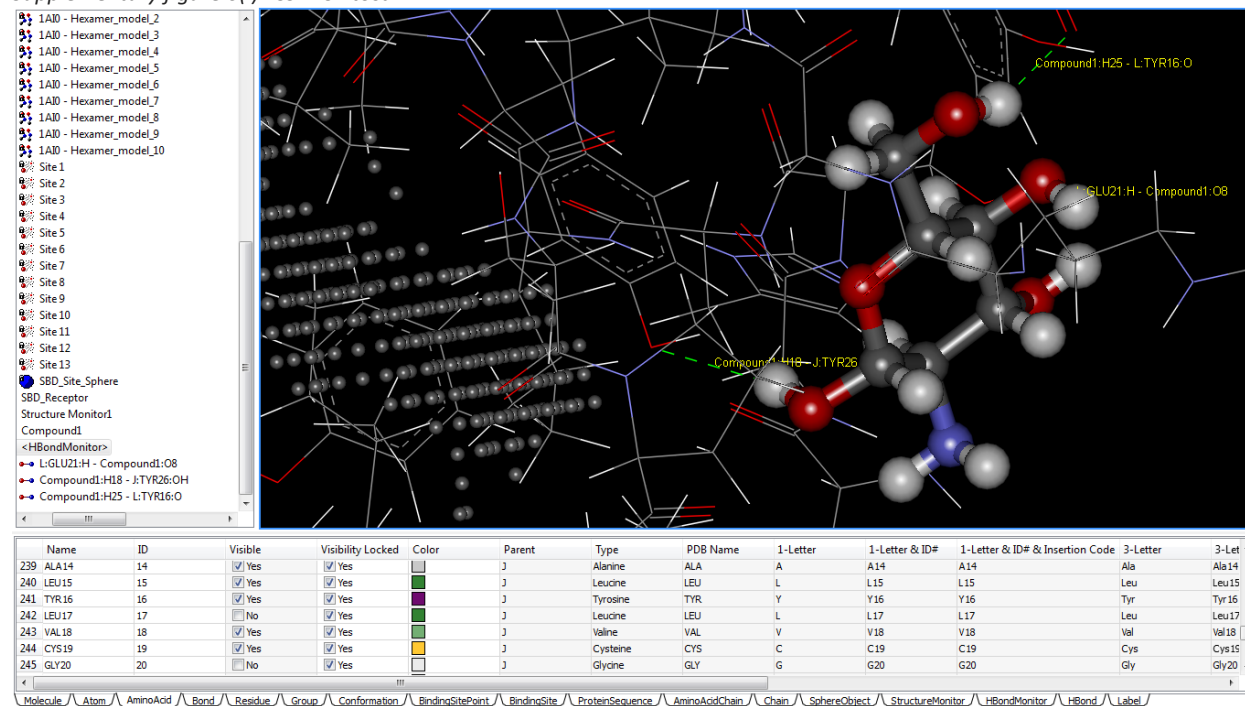 1AI0 - Hexamer_model_2
1AI0 - Hexamer_model_3
1AI0 - Hexamer_model_4
1AI0 - Hexamer_model_5
1AI0 - Hexamer_model_6
1AI0 - Hexamer_model_7
1AI0 - Hexamer_model_8
1AI0 - Hexamer_model_9
1AI0 - Hexamer_model_10
Site 1
Site 2
Site 3
Site 4
Site 5
Site 6
Site 7
Site 8
Site 9
Site 10
Site 11
Site 12
Site 13
SBD_Site_Sphere
SBD_Receptor
Structure Monitor1
Compound1
<HBondMonitor>
L:GLU21:H - Compound1:O8
Compound1:H18 - J:TYR26:OH
Compound1:H25 - L:TYR16:O
Compound1:H25 - L:TYR16:O
GLU21:H - Compound1:O8
Compound1:H18 - J:TYR26
Name ID Visible Visibility Locked Color Parent Type PDB Name 1-Letter 1-Letter & ID# 1-Letter & ID# & Insertion Code 3-Letter 3-Let
239 ALA14 14 Yes Yes J Alanine ALA A A14 A14 Ala Ala14
240 LEU15 15 Yes Yes J Leucine LEU L L15 L15 Leu Leu15
241 TYR16 16 Yes Yes J Tyrosine TYR Y Y16 Y16 Tyr Tyr16
242 LEU17 17 No Yes J Leucine LEU L L17 L17 Leu Leu17
243 VAL18 18 Yes Yes J Valine VAL V V18 V18 Val Val18
244 CYS19 19 Yes Yes J Cysteine CYS C C19 C19 Cys Cys19
245 GLY20 20 No Yes J Glycine GLY G G20 G20 Gly Gly20
Molecule Atom AminoAcid Bond Residue Group Conformation BindingSitePoint BindingSite ProteinSequence AminoAcidChain Chain SphereObject StructureMonitor HBondMonitor HBond Label